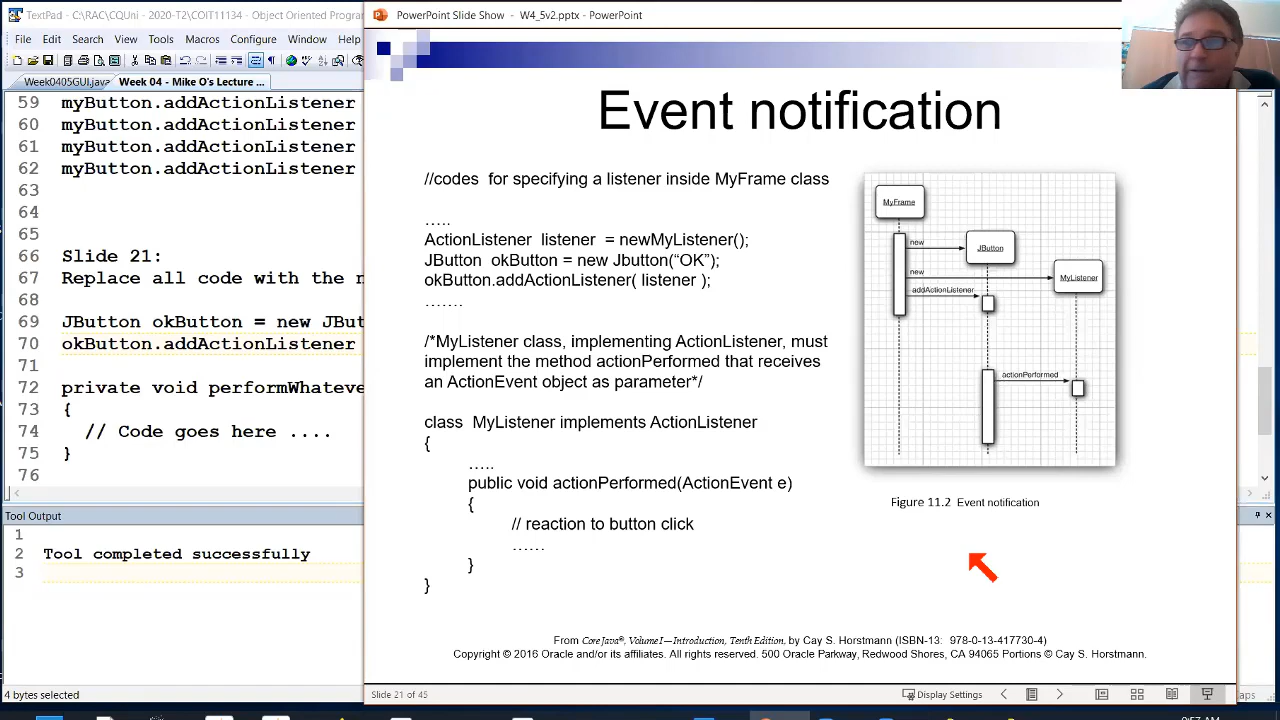 TextPad - C:\RAC\CQUni - 2020-T2\COIT11134 - Object Oriented Progra
File Edit Search View Tools Macros Configure Window
Week0405GUI.java
Week 04 - Mike O's Lecture ...
59 myButton.addActionListener
60 myButton.addActionListener
61 myButton.addActionListener
62 myButton.addActionListener
63
64
65
66 Slide 21:
67 Replace all code with the n
68
69 JButton okButton = new JBut
70 okButton.addActionListener
71
72 private void performWhateve
73 {
74 // Code goes here ....
75 }
76
Tool Output
1
2 Tool completed successfully
3
4 bytes selected
PowerPoint Slide Show - W4_5v2.pptx - PowerPoint
Event notification
//codes for specifying a listener inside MyFrame class
.....
ActionListener listener = newMyListener();
JButton okButton = new Jbutton(“OK”);
okButton.addActionListener( listener );
.......
/*MyListener class, implementing ActionListener, must
implement the method actionPerformed that receives
an ActionEvent object as parameter*/
class MyListener implements ActionListener
{
.....
public void actionPerformed(ActionEvent e)
{
// reaction to button click
......
}
}
MyFrame
new
JButton
new
MyListener
addActionListener
actionPerformed
Figure 11.2 Event notification
From Core Java®, Volume I—Introduction, Tenth Edition, by Cay S. Horstmann (ISBN-13: 978-0-13-417730-4)
Copyright © 2016 Oracle and/or its affiliates. All rights reserved. 500 Oracle Parkway, Redwood Shores, CA 94065 Portions © Cay S. Horstmann.
Slide 21 of 45
Display Settings